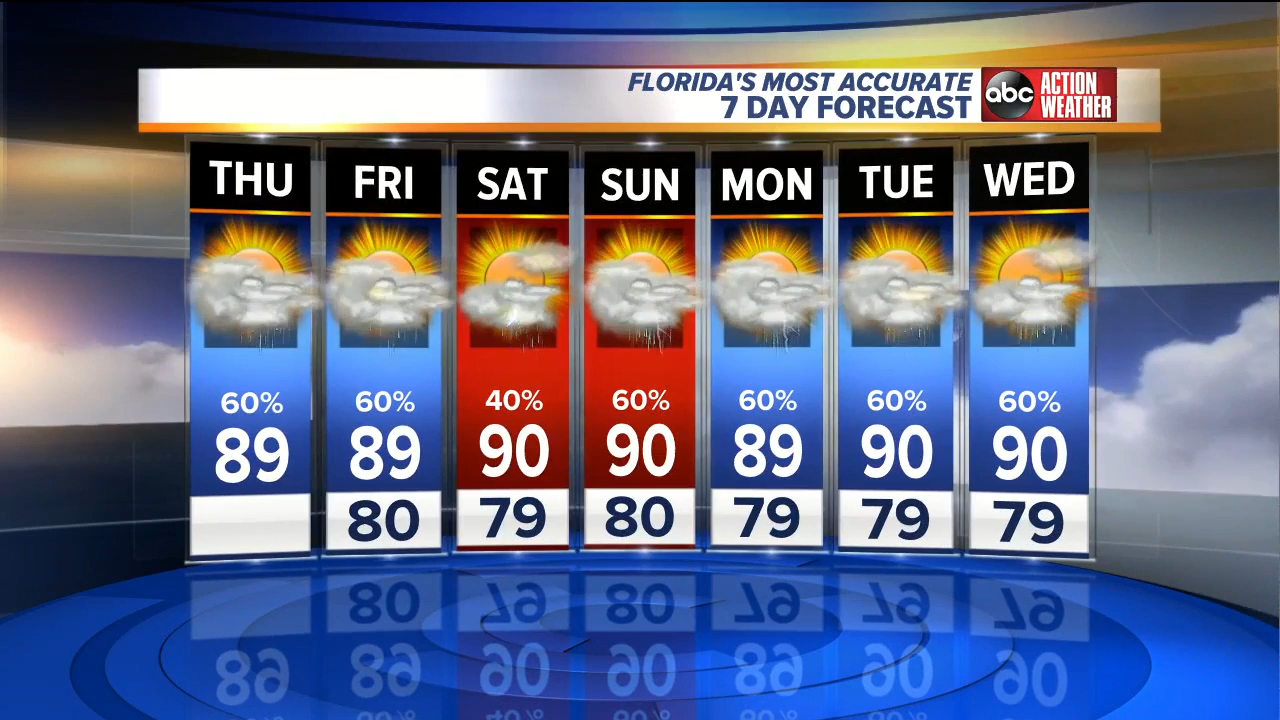 FLORIDA'S MOST ACCURATE
7 DAY FORECAST
abc
ACTION
WEATHER
THU FRI SAT SUN MON TUE WED
60% 60% 40% 60% 60% 60% 60%
89 89 90 90 89 90 90
80 79 80 79 79 79